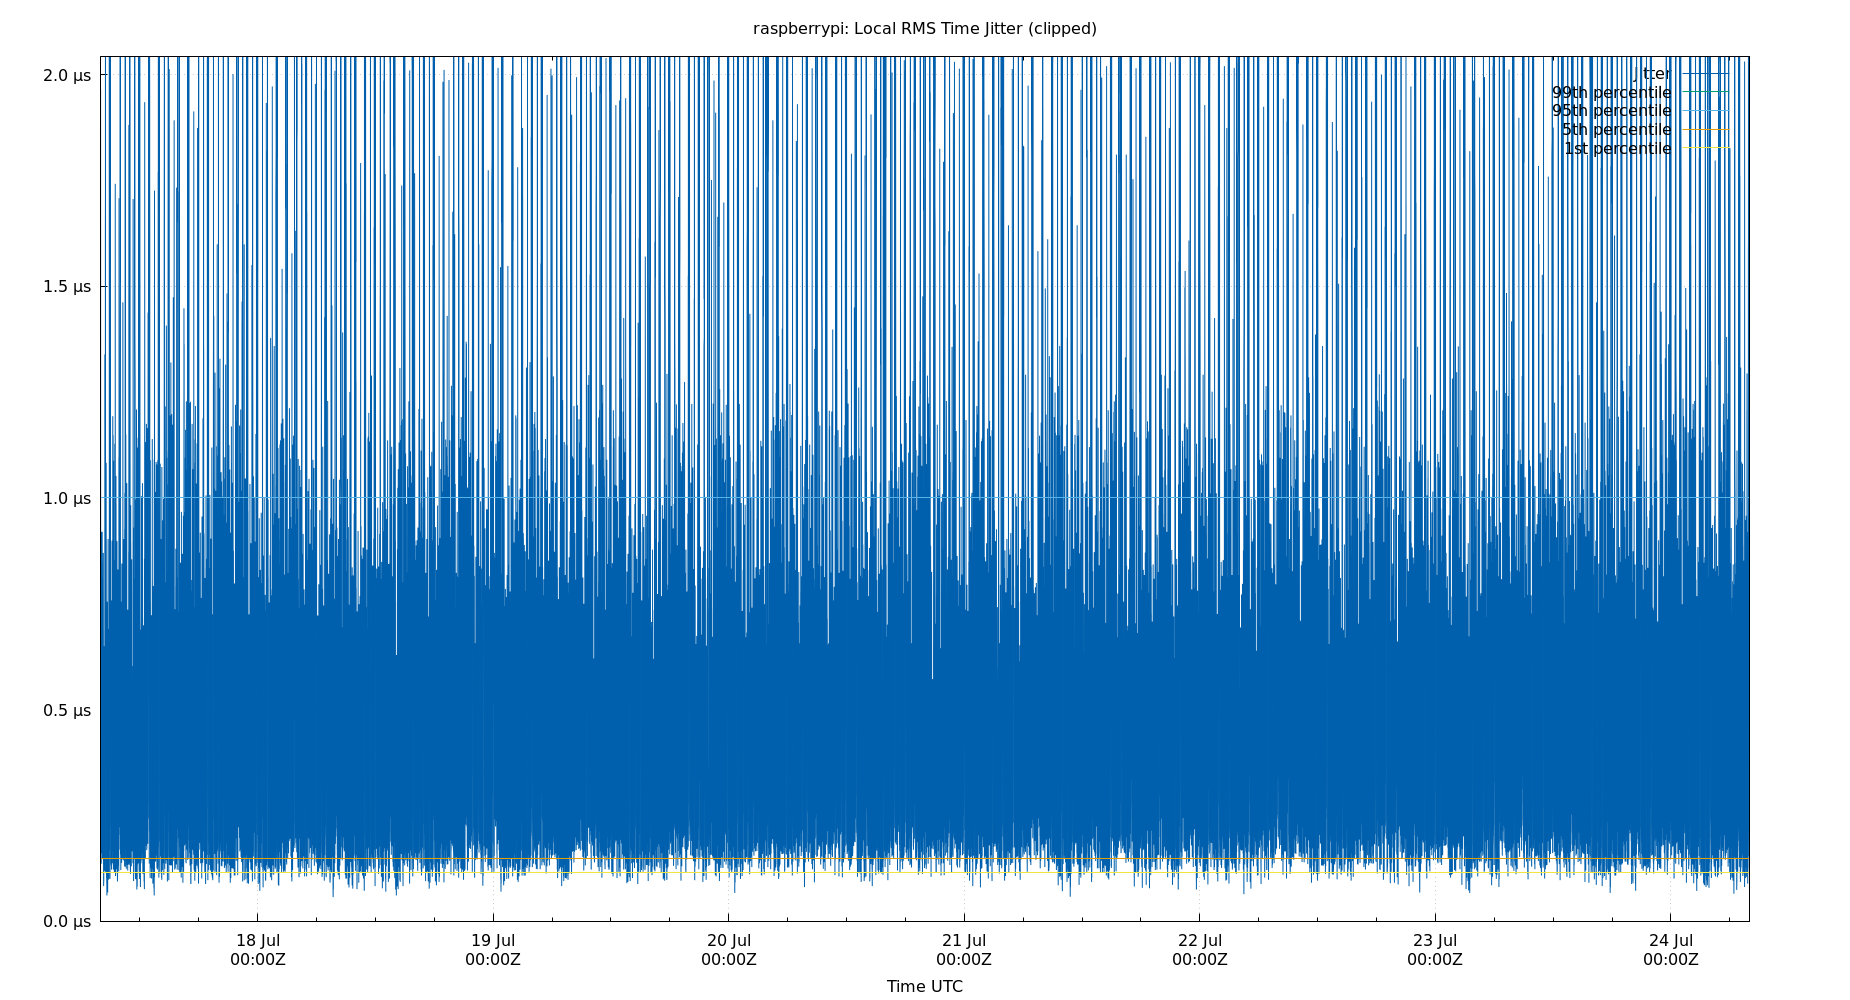 raspberrypi: Local RMS Time Jitter (clipped)
2.0 µs
1.5 µs
1.0 µs
0.5 µs
0.0 µs
Jitter
99th percentile
95th percentile
5th percentile
1st percentile
18 Jul
00:00Z
19 Jul
00:00Z
20 Jul
00:00Z
21 Jul
00:00Z
22 Jul
00:00Z
23 Jul
00:00Z
24 Jul
00:00Z
Time UTC